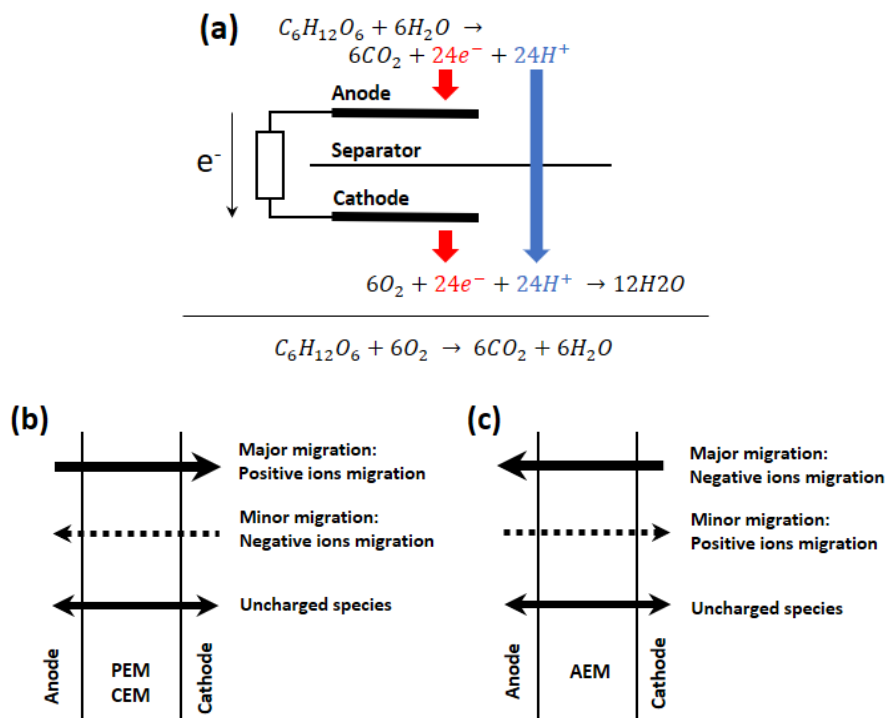 (a)
C₆H₁₂O₆ + 6H₂O →
6CO₂ + 24e⁻ + 24H⁺
Anode
Separator
e⁻
Cathode
6O₂ + 24e⁻ + 24H⁺ → 12H2O
C₆H₁₂O₆ + 6O₂ → 6CO₂ + 6H₂O
(b)
Major migration:
Positive ions migration
Minor migration:
Negative ions migration
Uncharged species
Anode
PEM
CEM
Cathode
(c)
Major migration:
Negative ions migration
Minor migration:
Positive ions migration
Uncharged species
Anode
AEM
Cathode